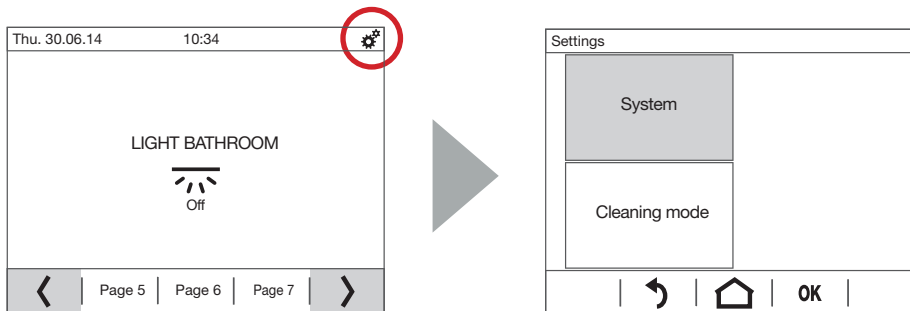 Thu. 30.06.14 10:34
LIGHT BATHROOM
Off
Page 5 Page 6 Page 7
Settings
System
Cleaning mode
OK